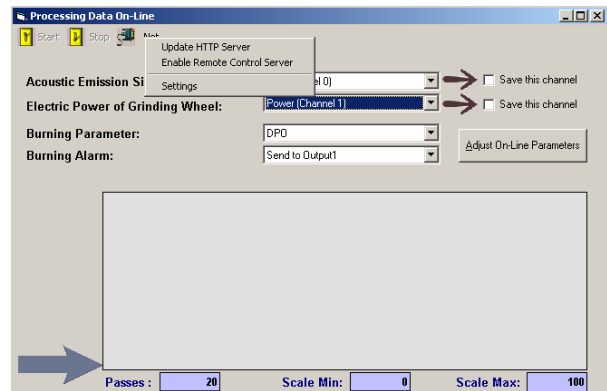 Processing Data On-Line
Start Stop Net
Update HTTP Server
Enable Remote Control Server
Settings
Acoustic Emission Si el 0) Save this channel
Electric Power of Grinding Wheel: Power (Channel 1) Save this channel
Burning Parameter: DPO
Burning Alarm: Send to Output1
Adjust On-Line Parameters
Passes : 20 Scale Min: 0 Scale Max: 100